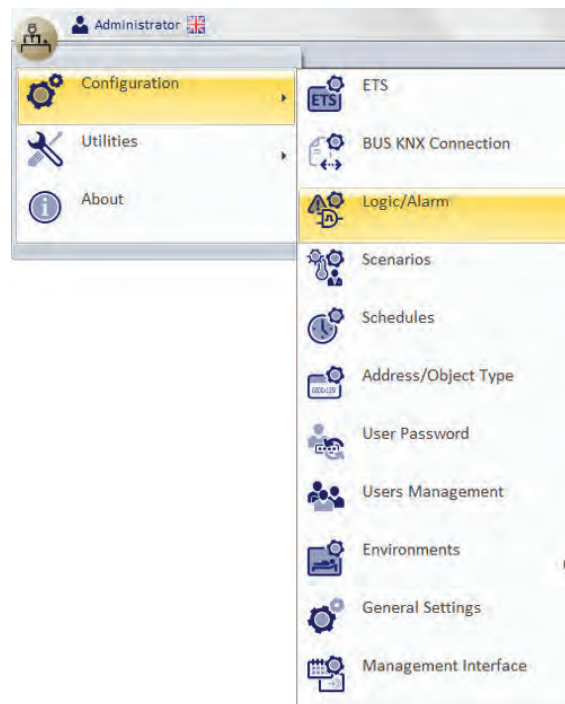 Administrator
Configuration
Utilities
About
ETS
ETS
BUS KNX Connection
Logic/Alarm
Scenarios
Schedules
Address/Object Type
User Password
Users Management
Environments
General Settings
Management Interface